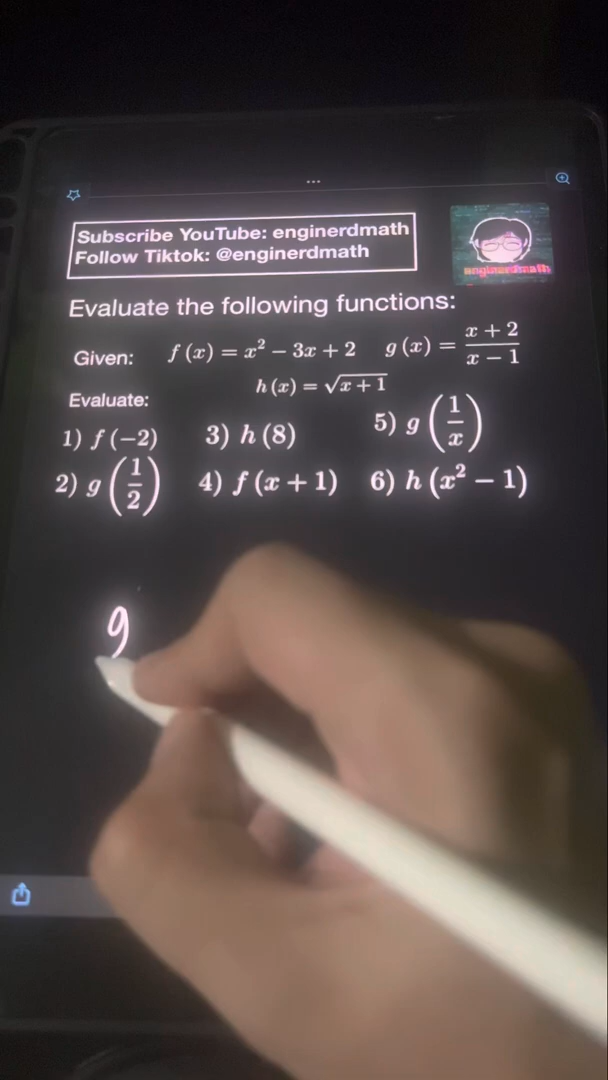 Subscribe YouTube: enginerdmath
Follow Tiktok: @enginerdmath
enginerdmath
Evaluate the following functions:
Given: f(x) = x² − 3x + 2 g(x) = (x + 2)/(x − 1)
h(x) = √(x + 1)
Evaluate:
1) f(−2) 3) h(8) 5) g(1/x)
2) g(1/2) 4) f(x + 1) 6) h(x² − 1)
g